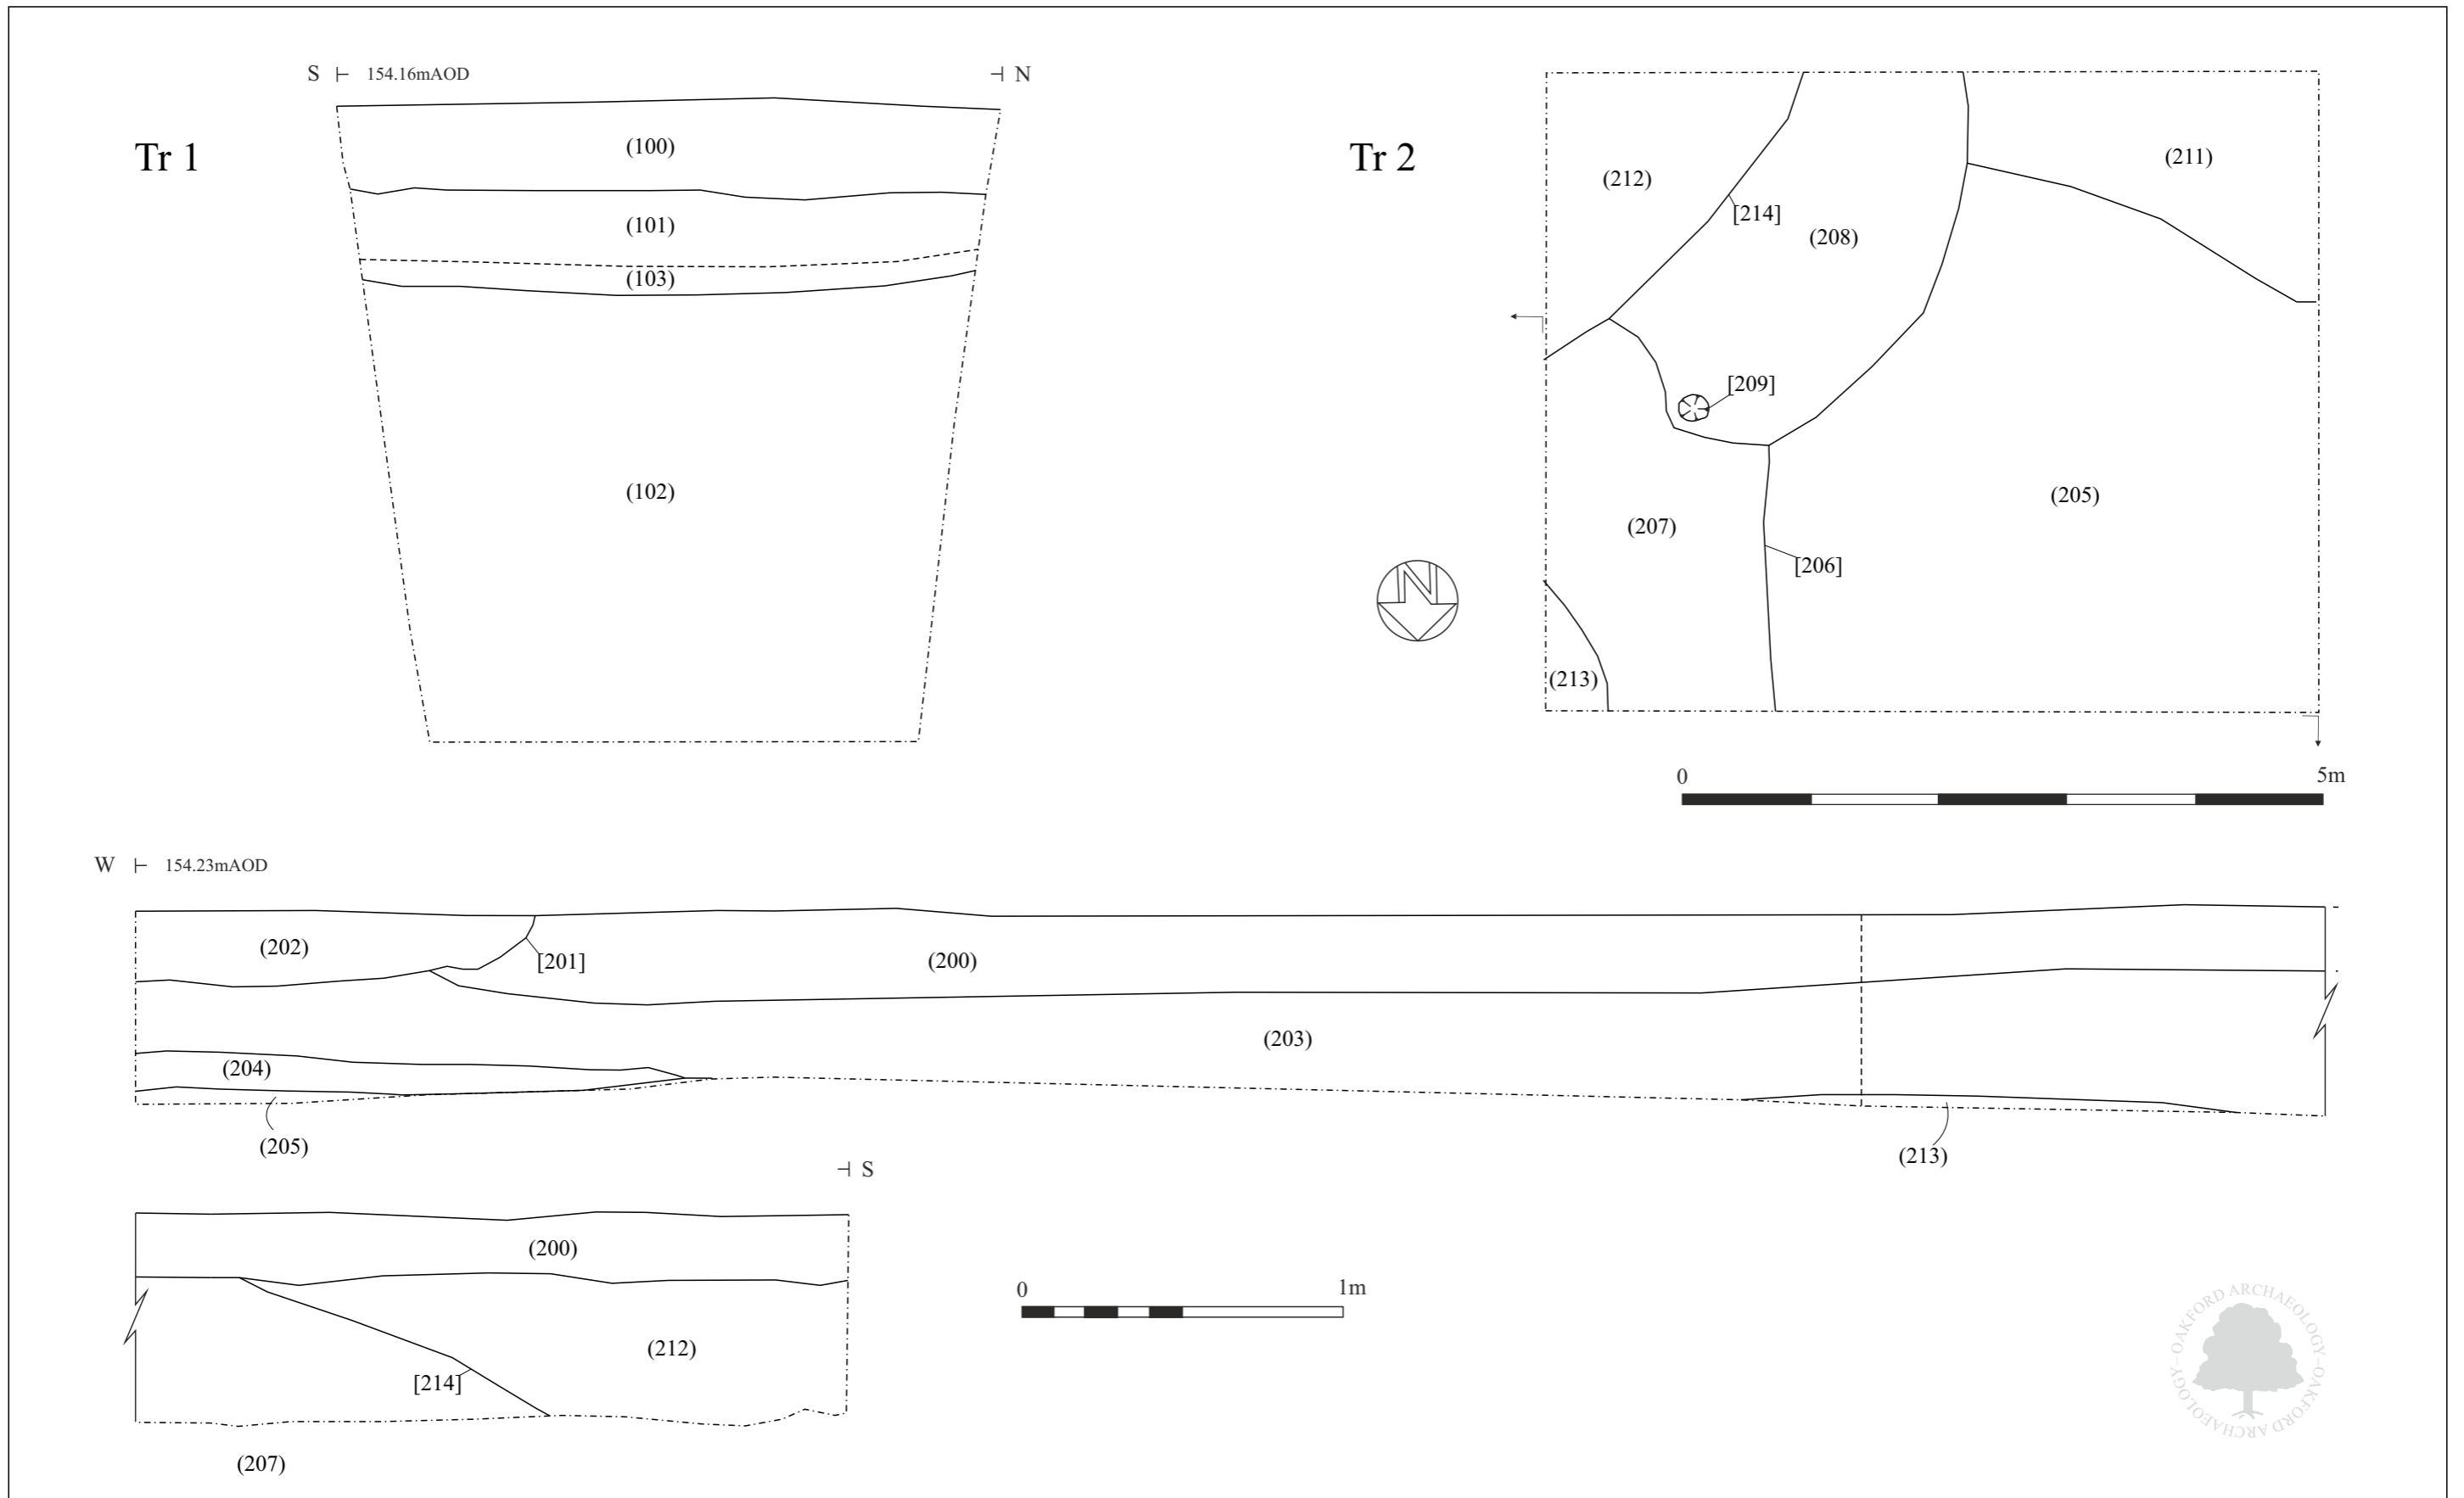 S 154.16mAOD N
Tr 1
(100)
(101)
(103)
(102)
Tr 2
(212)
[214]
(208)
(211)
[209]
(205)
(207)
[206]
(213)
N
0 5m
W 154.23mAOD
(202)
[201]
(200)
(203)
(204)
(205)
(213)
S
(200)
(212)
[214]
(207)
0 1m
OAKFORD ARCHAEOLOGY - OAKFORD ARCHAEOLOGY -